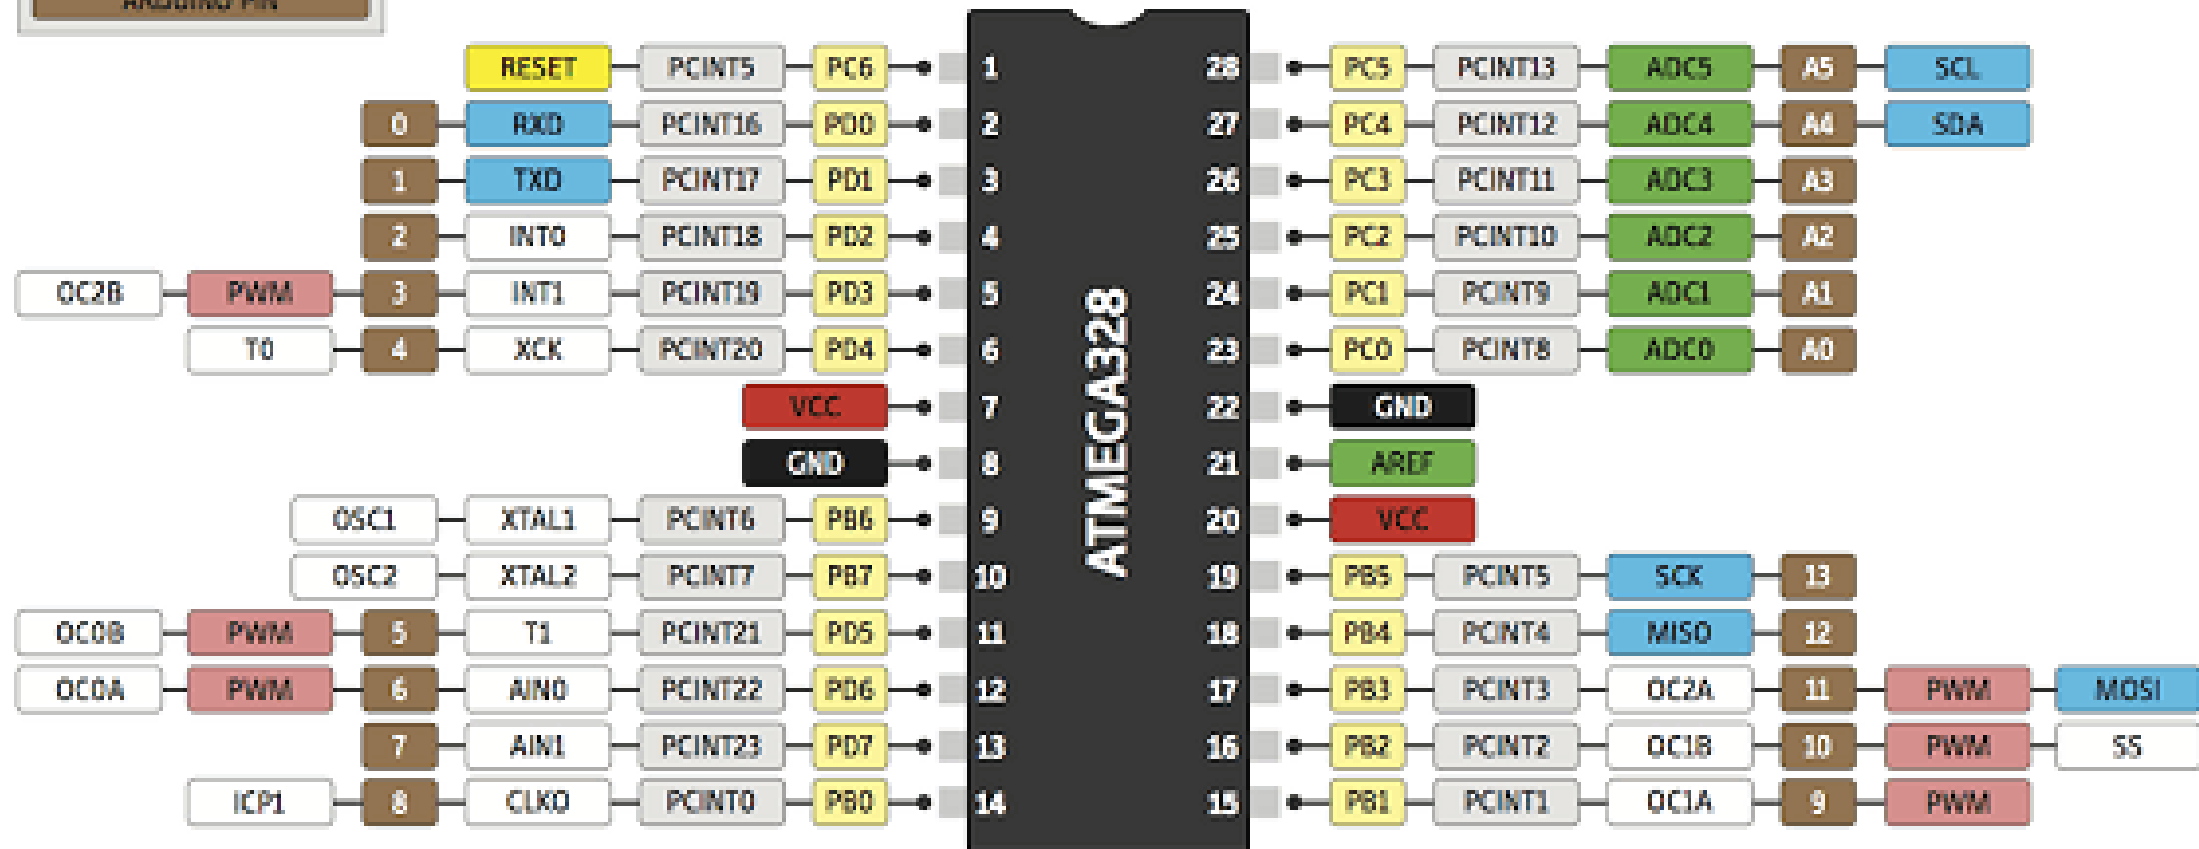 ARDUINO PIN
RESET PCINT5 PC6 1 28 PC5 PCINT13 ADC5 A5 SCL
0 RXD PCINT16 PD0 2 27 PC4 PCINT12 ADC4 A4 SDA
1 TXD PCINT17 PD1 3 26 PC3 PCINT11 ADC3 A3
2 INT0 PCINT18 PD2 4 25 PC2 PCINT10 ADC2 A2
OC2B PWM 3 INT1 PCINT19 PD3 5 24 PC1 PCINT9 ADC1 A1
T0 4 XCK PCINT20 PD4 6 23 PC0 PCINT8 ADC0 A0
VCC 7 22 GND
GND 8 21 AREF
OSC1 XTAL1 PCINT6 PB6 9 20 VCC
OSC2 XTAL2 PCINT7 PB7 10 19 PB5 PCINT5 SCK 13
OC0B PWM 5 T1 PCINT21 PD5 11 18 PB4 PCINT4 MISO 12
OC0A PWM 6 AIN0 PCINT22 PD6 12 17 PB3 PCINT3 OC2A 11 PWM MOSI
7 AIN1 PCINT23 PD7 13 16 PB2 PCINT2 OC1B 10 PWM SS
ICP1 8 CLKO PCINT0 PB0 14 15 PB1 PCINT1 OC1A 9 PWM
ATMEGA328